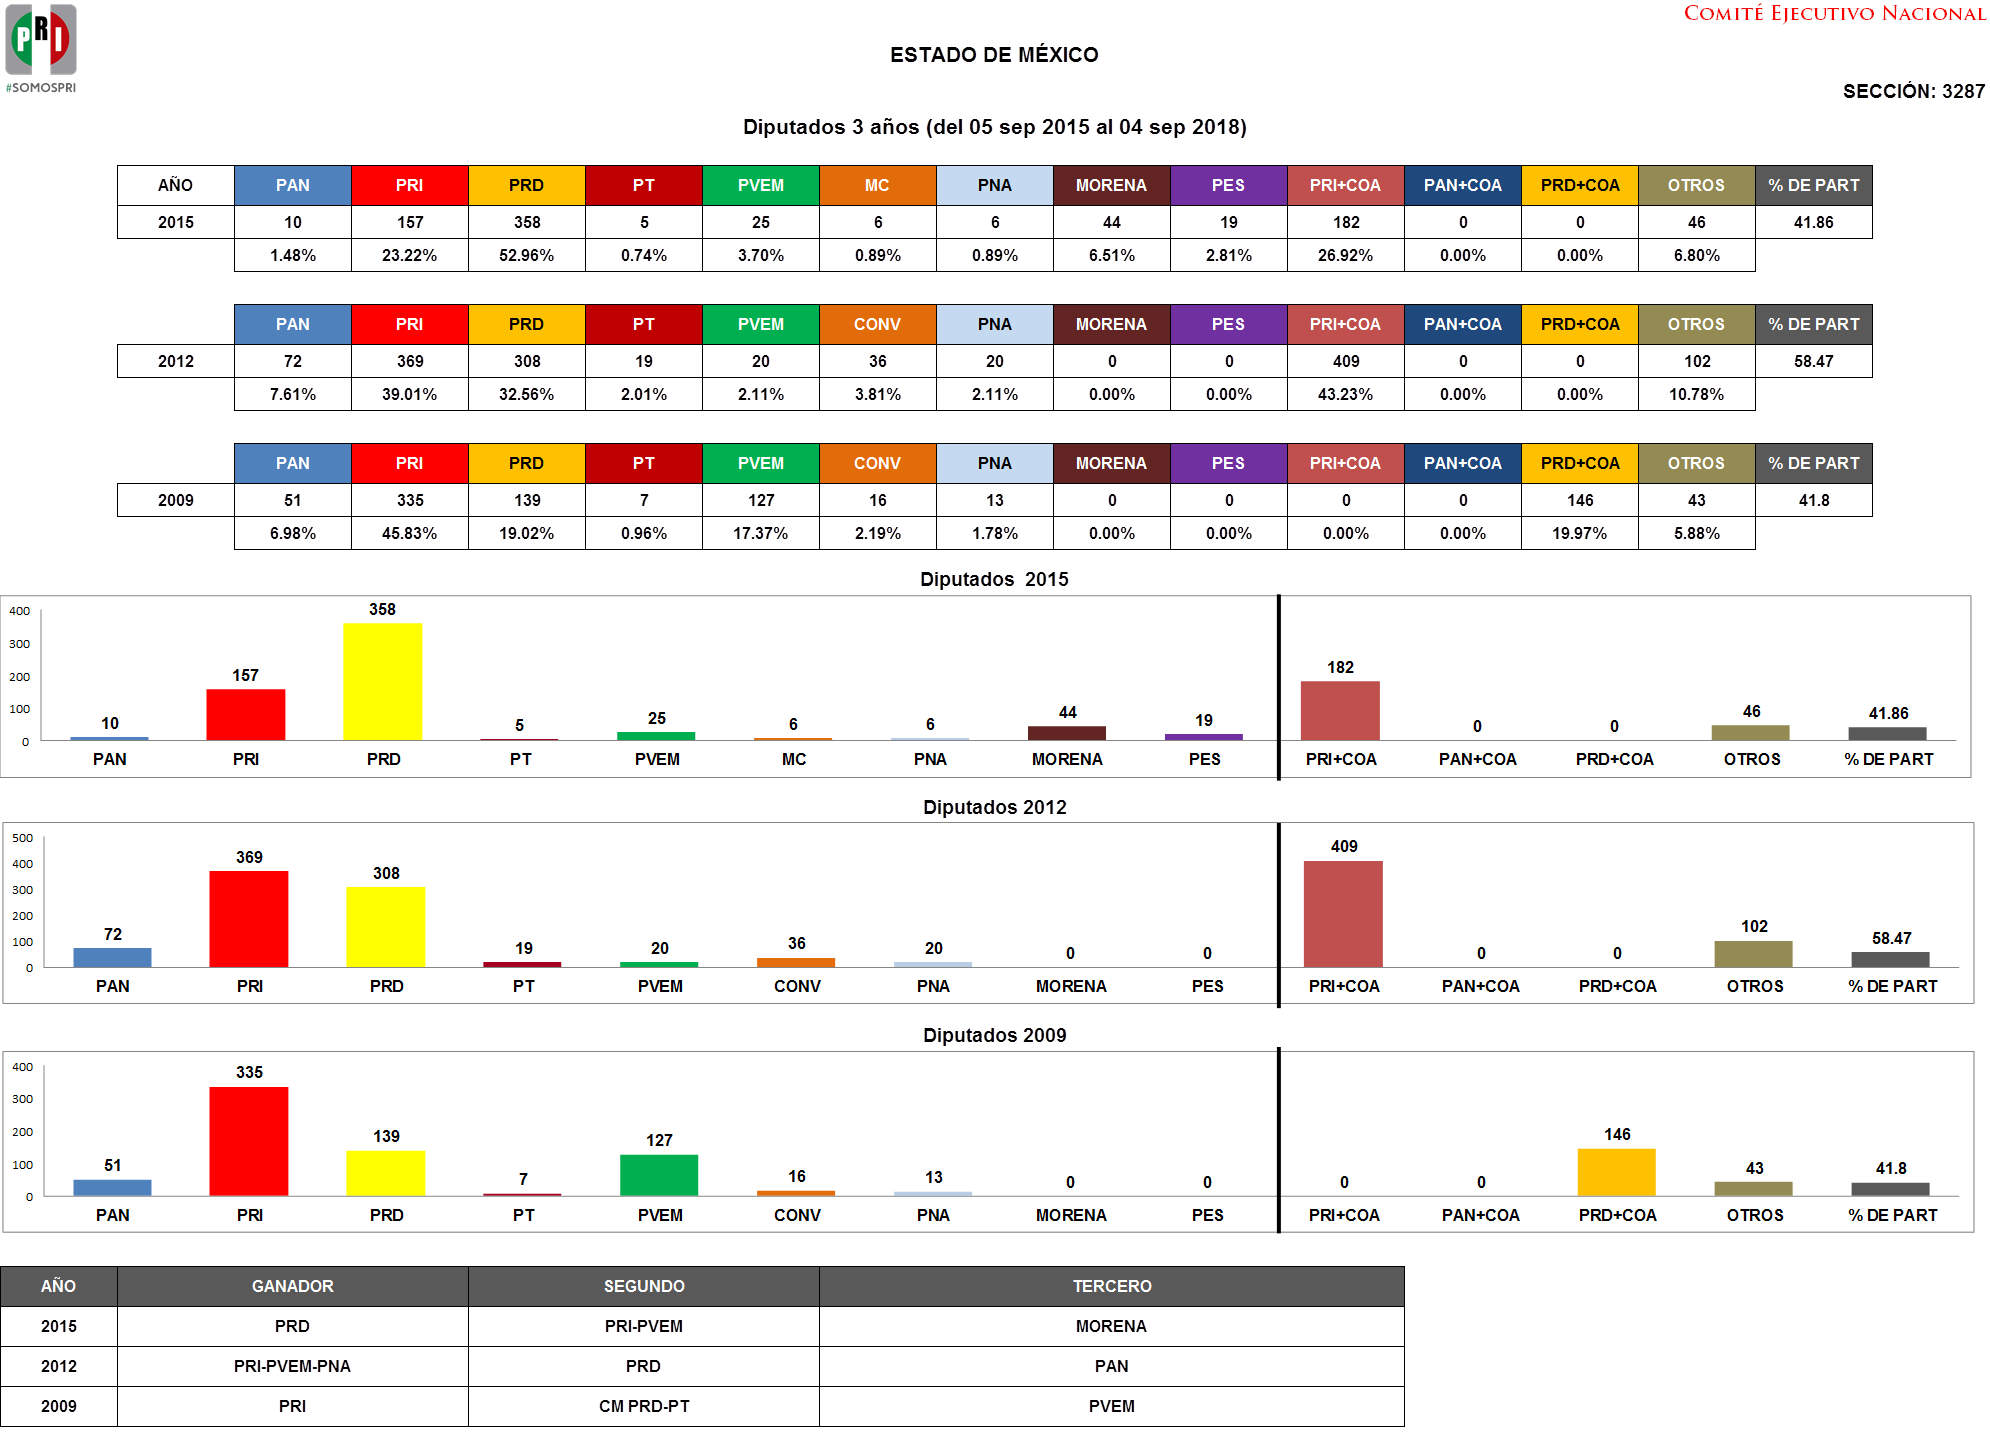 PRI
#SOMOSPRI
COMITÉ EJECUTIVO NACIONAL
ESTADO DE MÉXICO
SECCIÓN: 3287
Diputados 3 años (del 05 sep 2015 al 04 sep 2018)
AÑO PAN PRI PRD PT PVEM MC PNA MORENA PES PRI+COA PAN+COA PRD+COA OTROS % DE PART
2015 10 157 358 5 25 6 6 44 19 182 0 0 46 41.86
1.48% 23.22% 52.96% 0.74% 3.70% 0.89% 0.89% 6.51% 2.81% 26.92% 0.00% 0.00% 6.80%
PAN PRI PRD PT PVEM CONV PNA MORENA PES PRI+COA PAN+COA PRD+COA OTROS % DE PART
2012 72 369 308 19 20 36 20 0 0 409 0 0 102 58.47
7.61% 39.01% 32.56% 2.01% 2.11% 3.81% 2.11% 0.00% 0.00% 43.23% 0.00% 0.00% 10.78%
PAN PRI PRD PT PVEM CONV PNA MORENA PES PRI+COA PAN+COA PRD+COA OTROS % DE PART
2009 51 335 139 7 127 16 13 0 0 0 0 146 43 41.8
6.98% 45.83% 19.02% 0.96% 17.37% 2.19% 1.78% 0.00% 0.00% 0.00% 0.00% 19.97% 5.88%
Diputados 2015
400
300
200
100
0
10 157 358 5 25 6 6 44 19 182 0 0 46 41.86
PAN PRI PRD PT PVEM MC PNA MORENA PES PRI+COA PAN+COA PRD+COA OTROS % DE PART
Diputados 2012
500
400
300
200
100
0
72 369 308 19 20 36 20 0 0 409 0 0 102 58.47
PAN PRI PRD PT PVEM CONV PNA MORENA PES PRI+COA PAN+COA PRD+COA OTROS % DE PART
Diputados 2009
400
300
200
100
0
51 335 139 7 127 16 13 0 0 0 0 146 43 41.8
PAN PRI PRD PT PVEM CONV PNA MORENA PES PRI+COA PAN+COA PRD+COA OTROS % DE PART
AÑO GANADOR SEGUNDO TERCERO
2015 PRD PRI-PVEM MORENA
2012 PRI-PVEM-PNA PRD PAN
2009 PRI CM PRD-PT PVEM